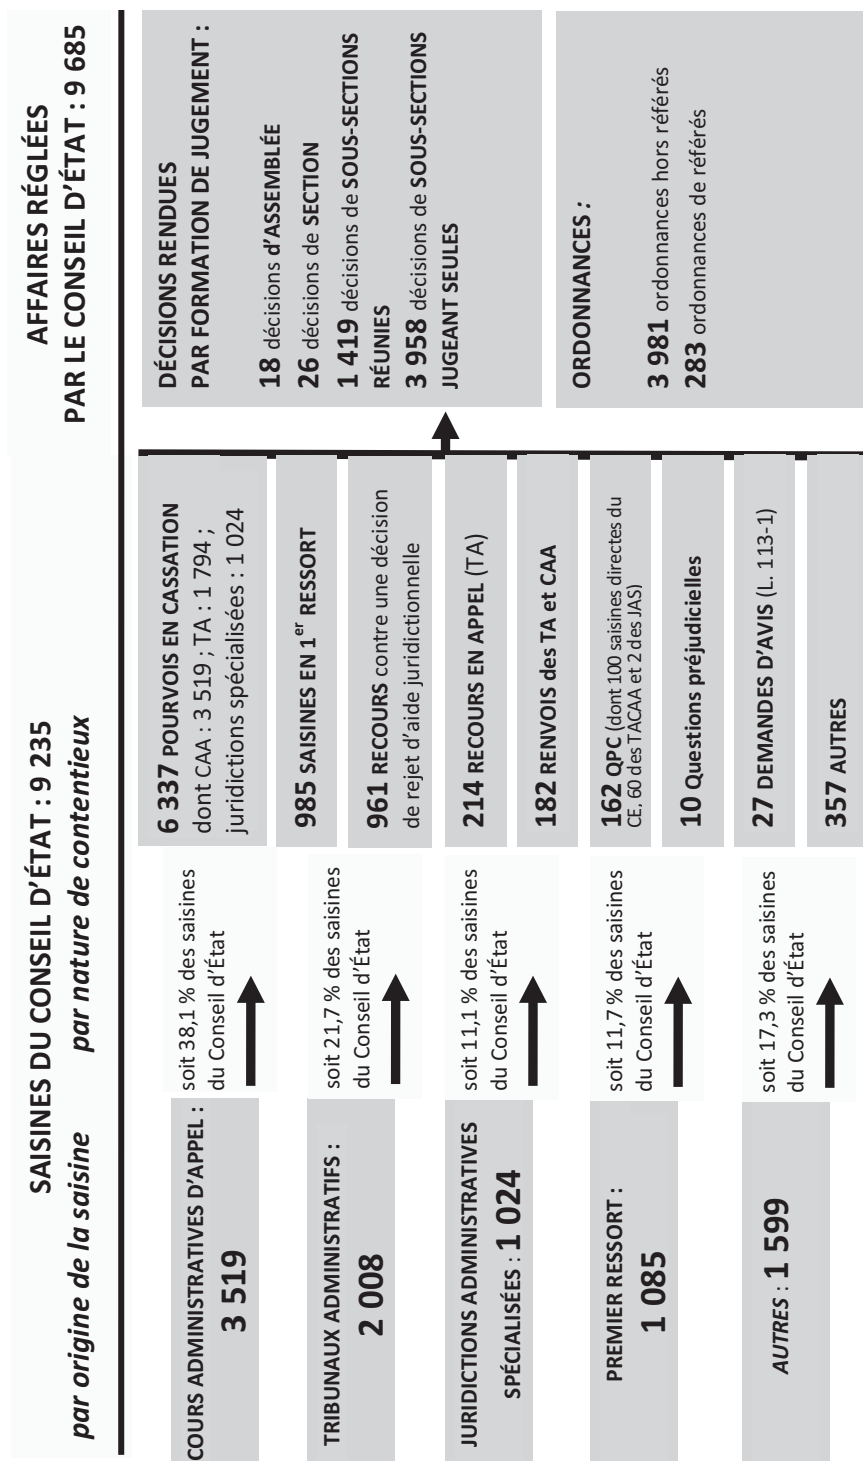 SAISINES DU CONSEIL D’ÉTAT : 9 235
par origine de la saisine
par nature de contentieux
AFFAIRES RÉGLÉES
PAR LE CONSEIL D’ÉTAT : 9 685
COURS ADMINISTRATIVES D’APPEL :
3 519
soit 38,1 % des saisines
du Conseil d’État
TRIBUNAUX ADMINISTRATIFS :
2 008
soit 21,7 % des saisines
du Conseil d’État
JURIDICTIONS ADMINISTRATIVES
SPÉCIALISÉES : 1 024
soit 11,1 % des saisines
du Conseil d’État
PREMIER RESSORT :
1 085
soit 11,7 % des saisines
du Conseil d’État
AUTRES : 1 599
soit 17,3 % des saisines
du Conseil d’État
6 337 POURVOIS EN CASSATION
dont CAA : 3 519 ; TA : 1 794 ;
juridictions spécialisées : 1 024
985 SAISINES EN 1er RESSORT
961 RECOURS contre une décision
de rejet d’aide juridictionnelle
214 RECOURS EN APPEL (TA)
182 RENVOIS des TA et CAA
162 QPC (dont 100 saisines directes du
CE, 60 des TACAA et 2 des JAS)
10 Questions préjudicielles
27 DEMANDES D’AVIS (L. 113-1)
357 AUTRES
DÉCISIONS RENDUES
PAR FORMATION DE JUGEMENT :
18 décisions d’ASSEMBLÉE
26 décisions de SECTION
1 419 décisions de SOUS-SECTIONS
RÉUNIES
3 958 décisions de SOUS-SECTIONS
JUGEANT SEULES
ORDONNANCES :
3 981 ordonnances hors référés
283 ordonnances de référés